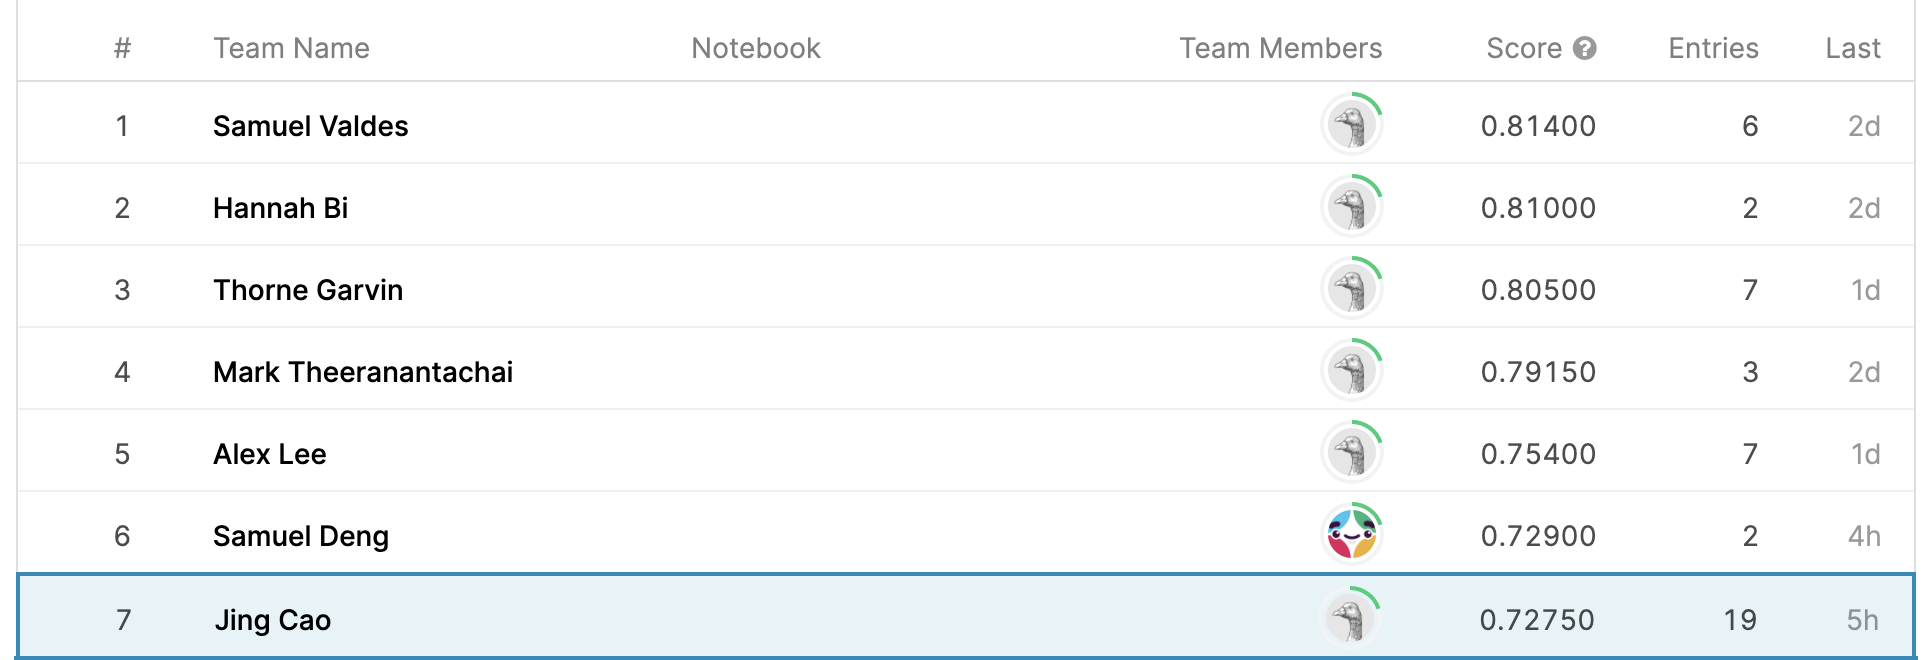 # Team Name Notebook Team Members Score ? Entries Last
1 Samuel Valdes 0.81400 6 2d
2 Hannah Bi 0.81000 2 2d
3 Thorne Garvin 0.80500 7 1d
4 Mark Theeranantachai 0.79150 3 2d
5 Alex Lee 0.75400 7 1d
6 Samuel Deng 0.72900 2 4h
7 Jing Cao 0.72750 19 5h